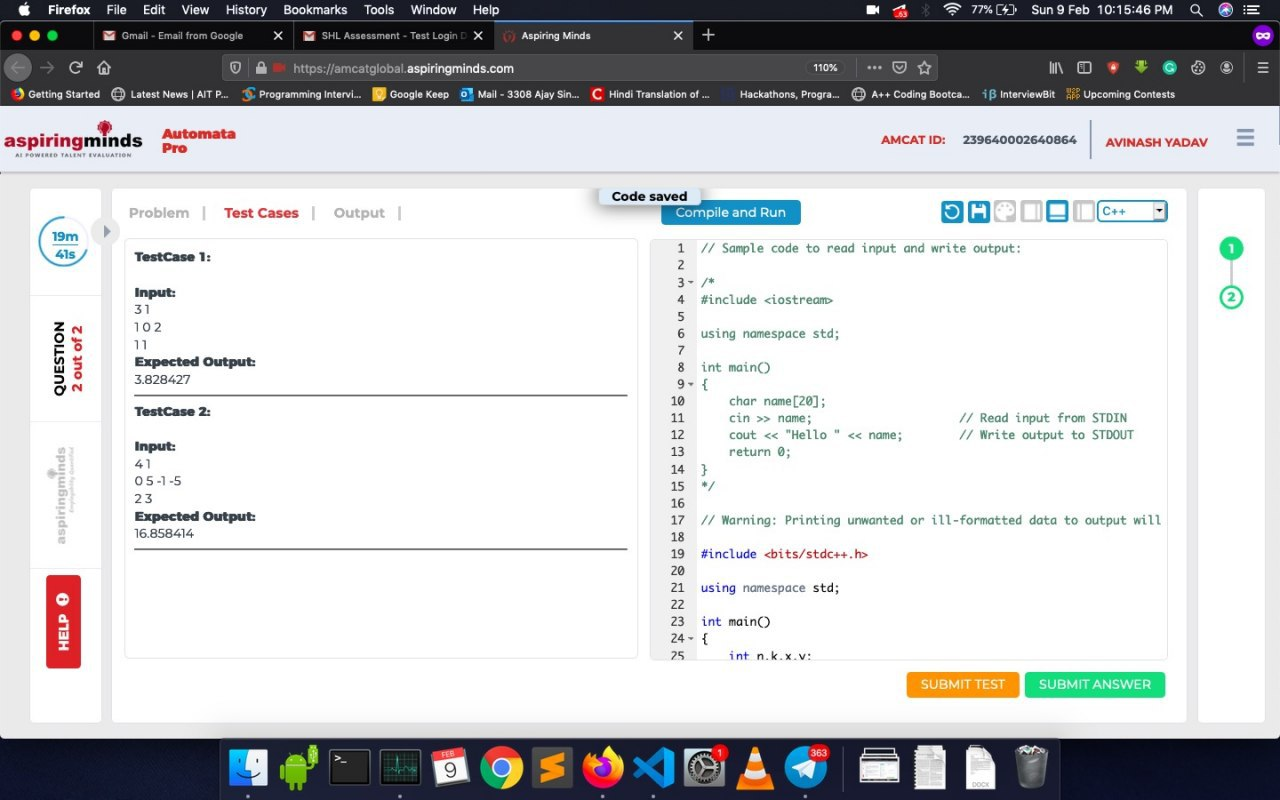 Firefox File Edit View History Bookmarks Tools Window Help
63 77% Sun 9 Feb 10:15:46 PM
Gmail - Email from Google
SHL Assessment - Test Login D
Aspiring Minds
https://amcatglobal.aspiringminds.com 110%
Getting Started Latest News | AIT P... Programming Intervi... Google Keep Mail - 3308 Ajay Sin... Hindi Translation of ... Hackathons, Progra... A++ Coding Bootca... InterviewBit Upcoming Contests
aspiringminds
AI POWERED TALENT EVALUATION
Automata
Pro
AMCAT ID: 239640002640864
AVINASH YADAV
19m
41s
QUESTION
2 out of 2
aspiringminds
HELP
Problem | Test Cases | Output |
TestCase 1:
Input:
3 1
1 0 2
1 1
Expected Output:
3.828427
TestCase 2:
Input:
4 1
0 5 -1 -5
2 3
Expected Output:
16.858414
Code saved
Compile and Run
C++
1 // Sample code to read input and write output:
2
3 /*
4 #include <iostream>
5
6 using namespace std;
7
8 int main()
9 {
10 char name[20];
11 cin >> name; // Read input from STDIN
12 cout << "Hello " << name; // Write output to STDOUT
13 return 0;
14 }
15 */
16
17 // Warning: Printing unwanted or ill-formatted data to output will
18
19 #include <bits/stdc++.h>
20
21 using namespace std;
22
23 int main()
24 {
25 int n,k,x,y;
SUBMIT TEST
SUBMIT ANSWER
1
2
FEB
9
1
363
DOCX